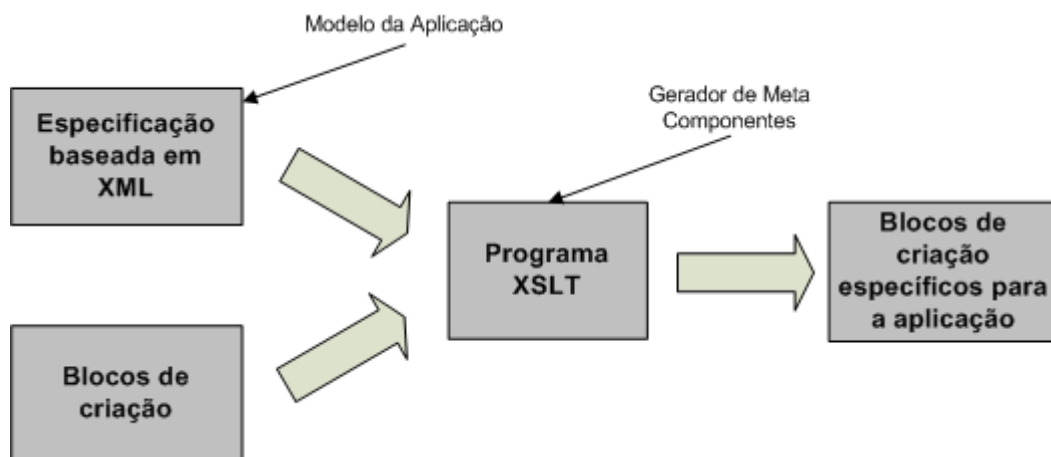 Modelo da Aplicação
Especificação
baseada em
XML
Gerador de Meta
Componentes
Programa
XSLT
Blocos de
criação
específicos para
a aplicação
Blocos de
criação